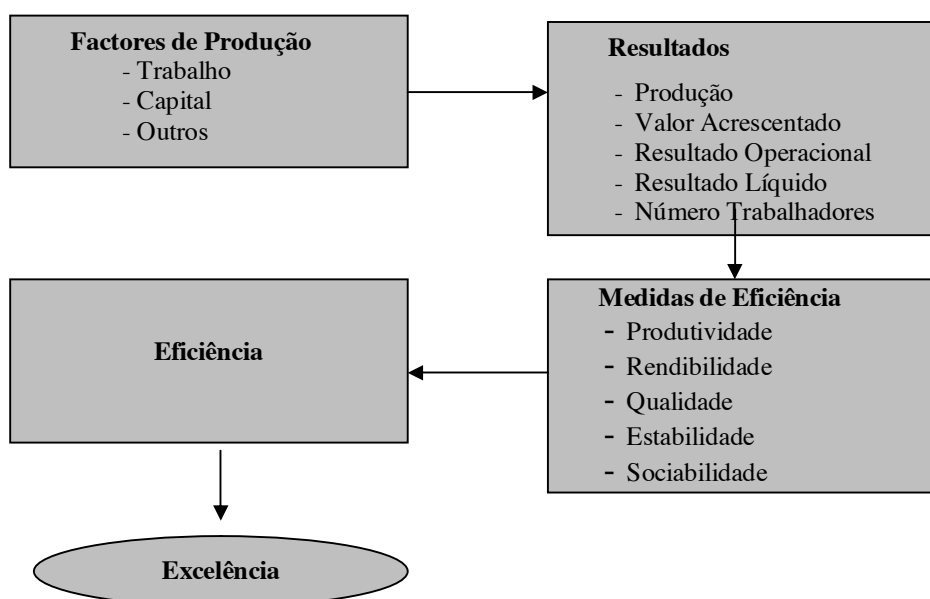 Factores de Produção
- Trabalho
- Capital
- Outros
Resultados
- Produção
- Valor Acrescentado
- Resultado Operacional
- Resultado Líquido
- Número Trabalhadores
Medidas de Eficiência
- Produtividade
- Rendibilidade
- Qualidade
- Estabilidade
- Sociabilidade
Eficiência
Excelência